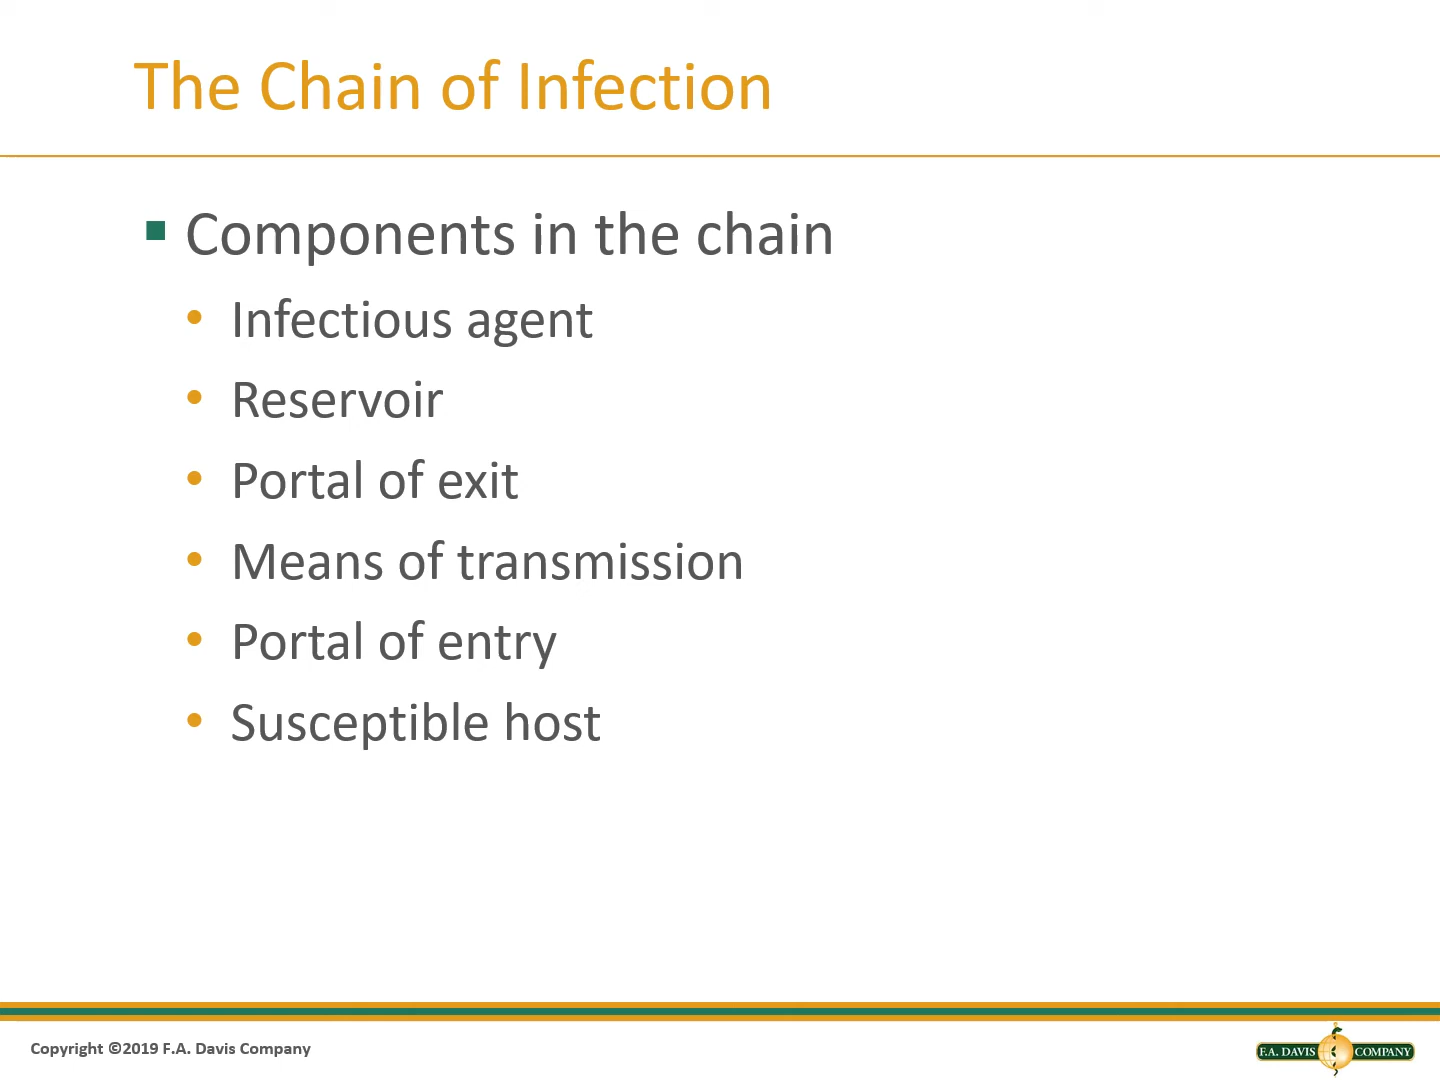 The Chain of Infection
Components in the chain
Infectious agent
Reservoir
Portal of exit
Means of transmission
Portal of entry
Susceptible host
Copyright ©2019 F.A. Davis Company
F.A. DAVIS COMPANY